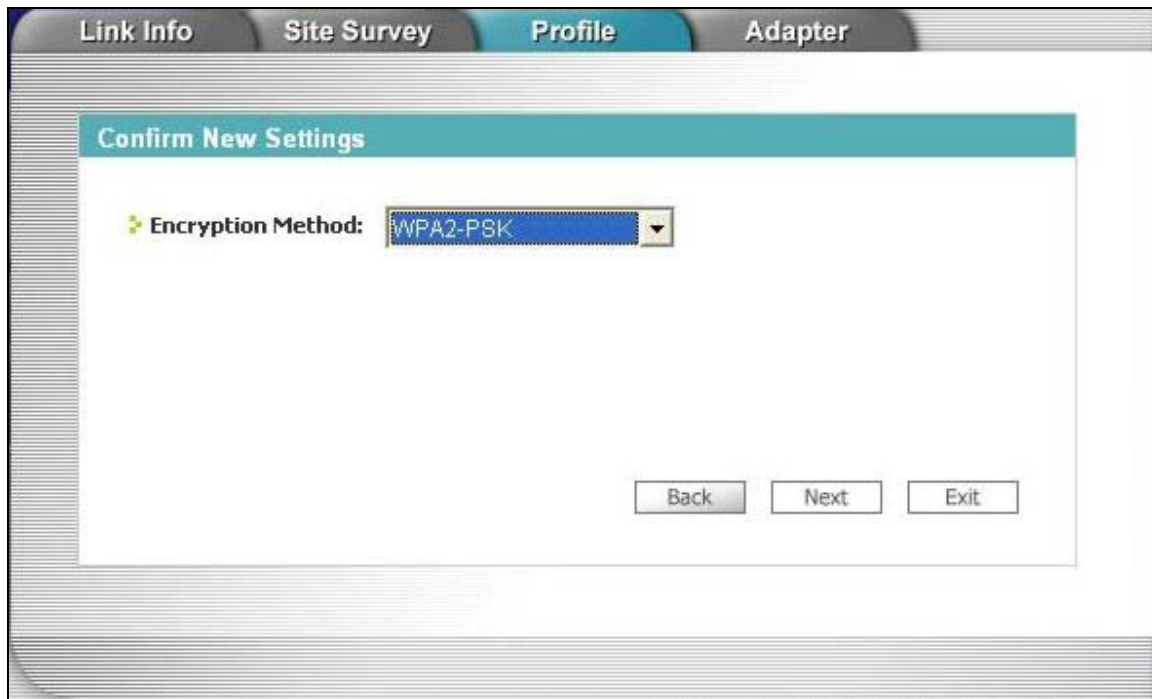 Link Info Site Survey Profile Adapter
Confirm New Settings
Encryption Method: WPA2-PSK
Back Next Exit